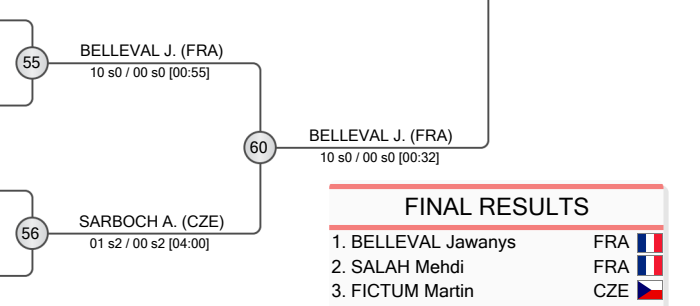 55
BELLEVAL J. (FRA)
10 s0 / 00 s0 [00:55]
60
BELLEVAL J. (FRA)
10 s0 / 00 s0 [00:32]
56
SARBOCH A. (CZE)
01 s2 / 00 s2 [04:00]
FINAL RESULTS
1. BELLEVAL Jawanys FRA
2. SALAH Mehdi FRA
3. FICTUM Martin CZE